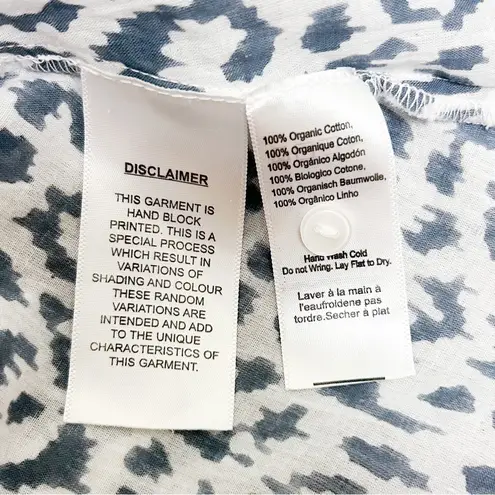 DISCLAIMER
THIS GARMENT IS
HAND BLOCK
PRINTED. THIS IS A
SPECIAL PROCESS
WHICH RESULT IN
VARIATIONS OF
SHADING AND COLOUR
THESE RANDOM
VARIATIONS ARE
INTENDED AND ADD
TO THE UNIQUE
CHARACTERISTICS OF
THIS GARMENT.
100% Organic Cotton,
100% Organique Coton,
100% Orgânico Algodón
100% Biologico Cotone,
100% Organisch Baumwolle,
100% Orgânico Linho
Hand Wash Cold
Do not Wring. Lay Flat to Dry.
Laver à la main à
l'eaufroldene pas
tordre.Secher à plat